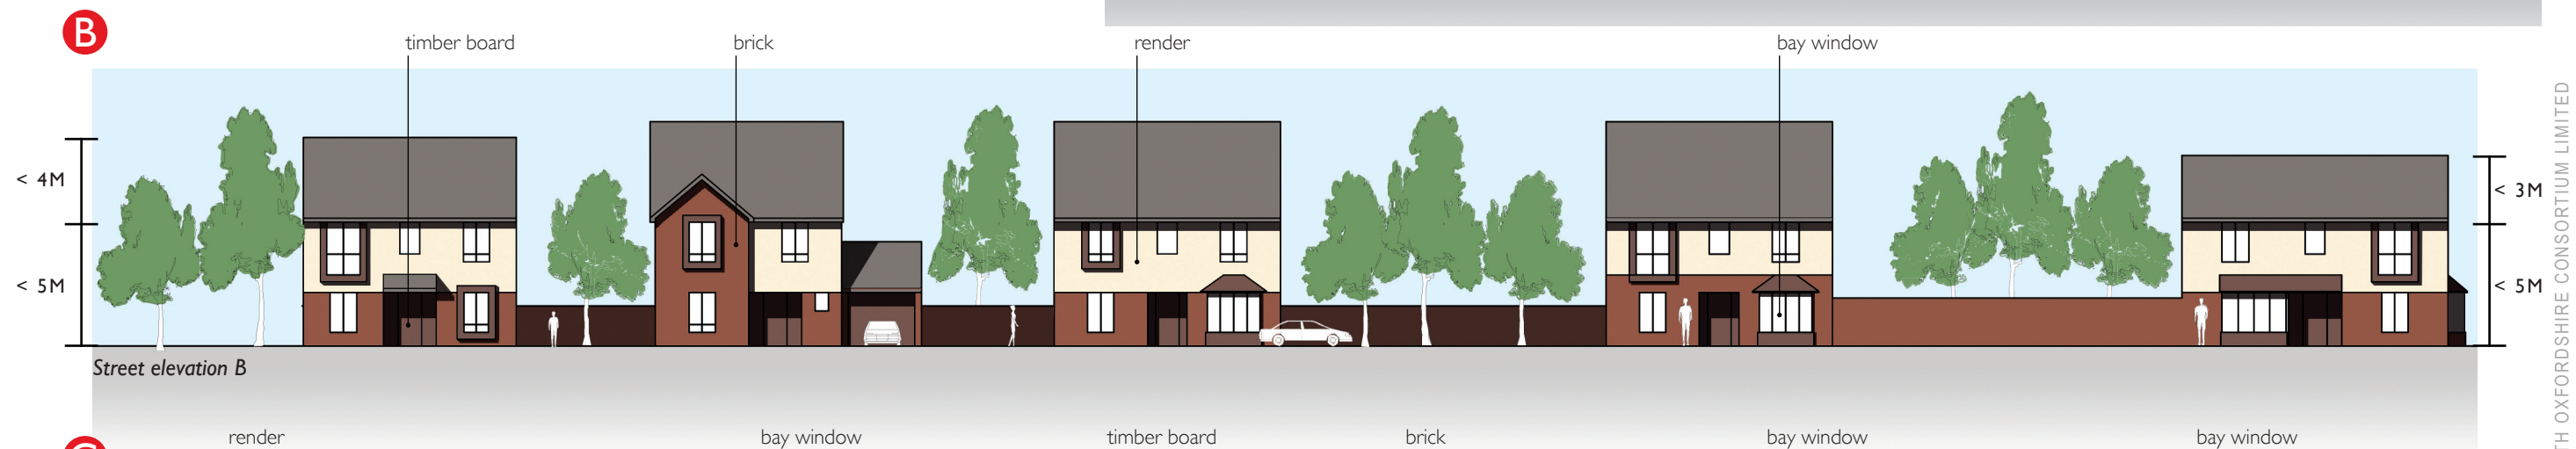 B
timber board
brick
render
bay window
< 4M
< 5M
< 3M
< 5M
Street elevation B
render
bay window
timber board
brick
bay window
bay window
OXFORDSHIRE CONSORTIUM LIMITED